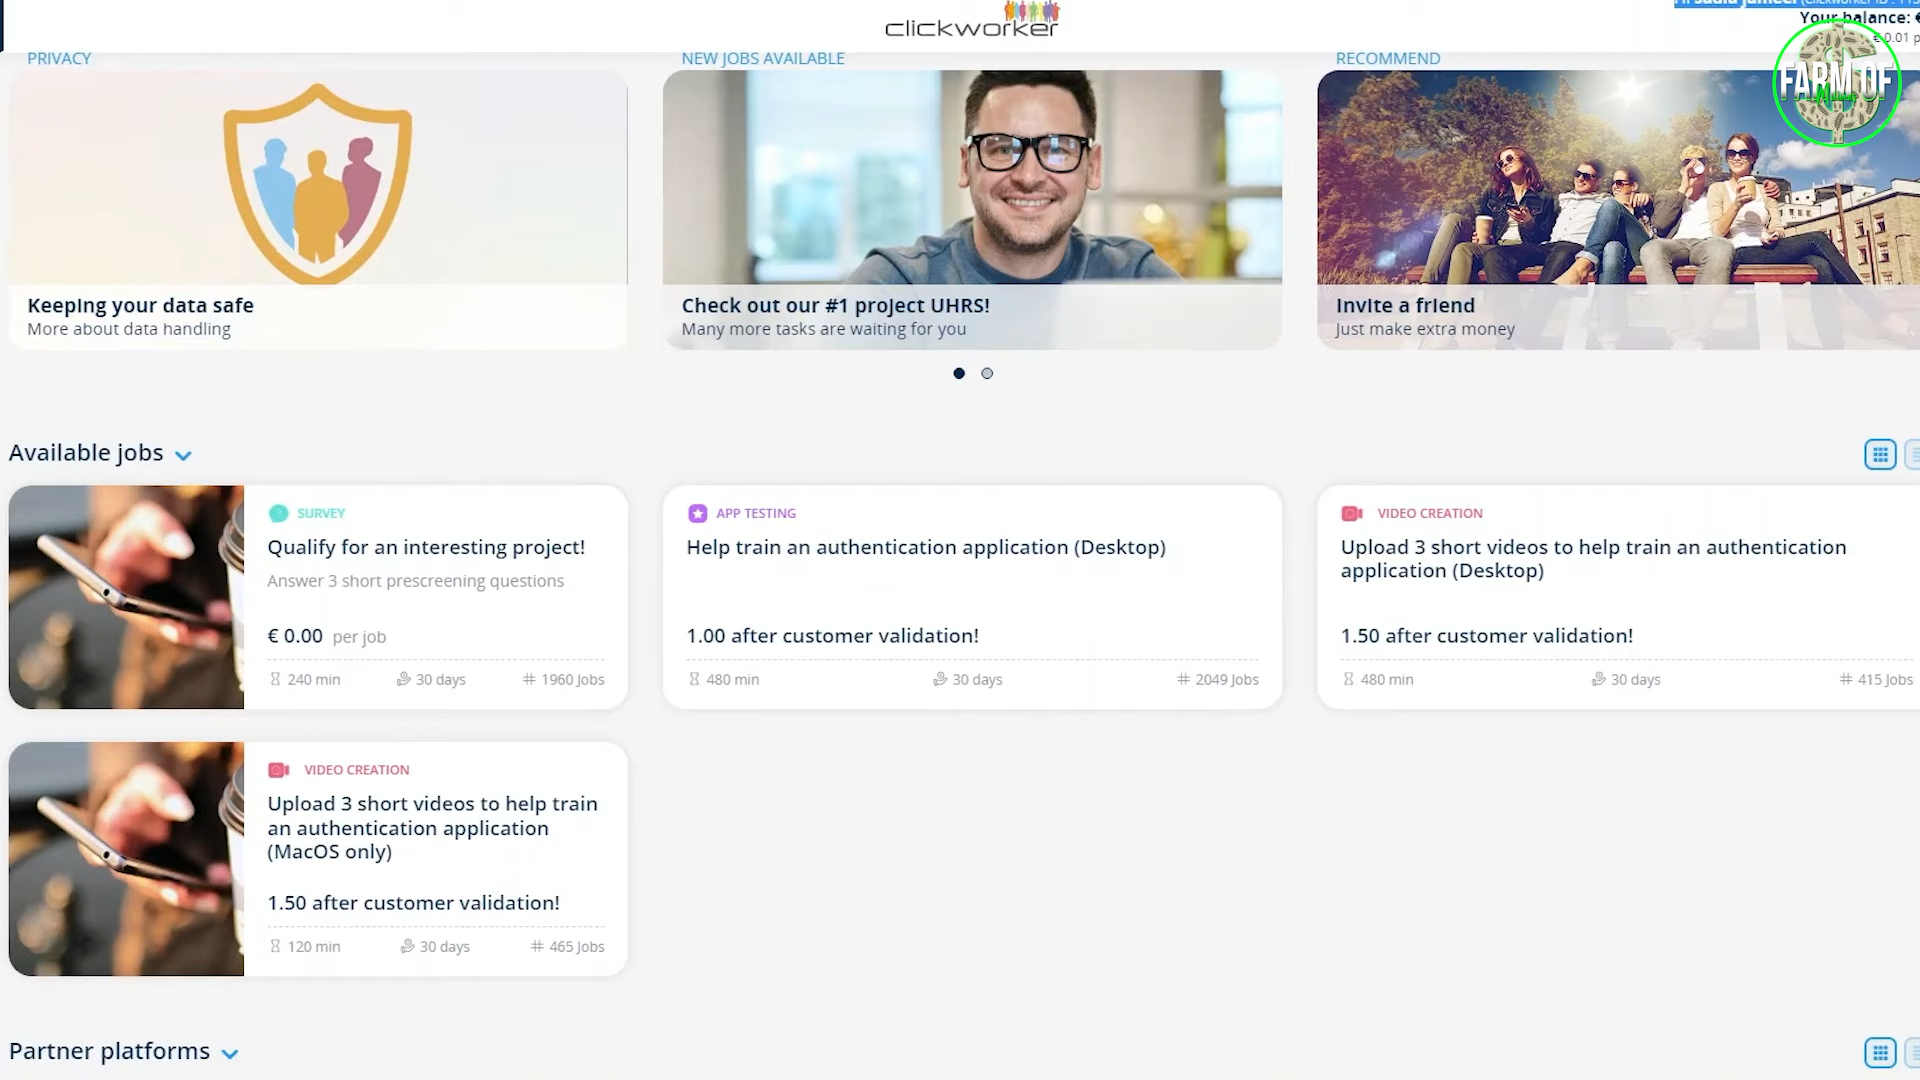 clickworker
Your balance: €
€ 0.01 p
FARM OF
PRIVACY
NEW JOBS AVAILABLE
RECOMMEND
Keeping your data safe
More about data handling
Check out our #1 project UHRS!
Many more tasks are waiting for you
Invite a friend
Just make extra money
Available jobs
SURVEY
Qualify for an interesting project!
Answer 3 short prescreening questions
€ 0.00 per job
240 min 30 days # 1960 Jobs
APP TESTING
Help train an authentication application (Desktop)
1.00 after customer validation!
480 min 30 days # 2049 Jobs
VIDEO CREATION
Upload 3 short videos to help train an authentication
application (Desktop)
1.50 after customer validation!
480 min 30 days # 415 Jobs
VIDEO CREATION
Upload 3 short videos to help train
an authentication application
(MacOS only)
1.50 after customer validation!
120 min 30 days # 465 Jobs
Partner platforms